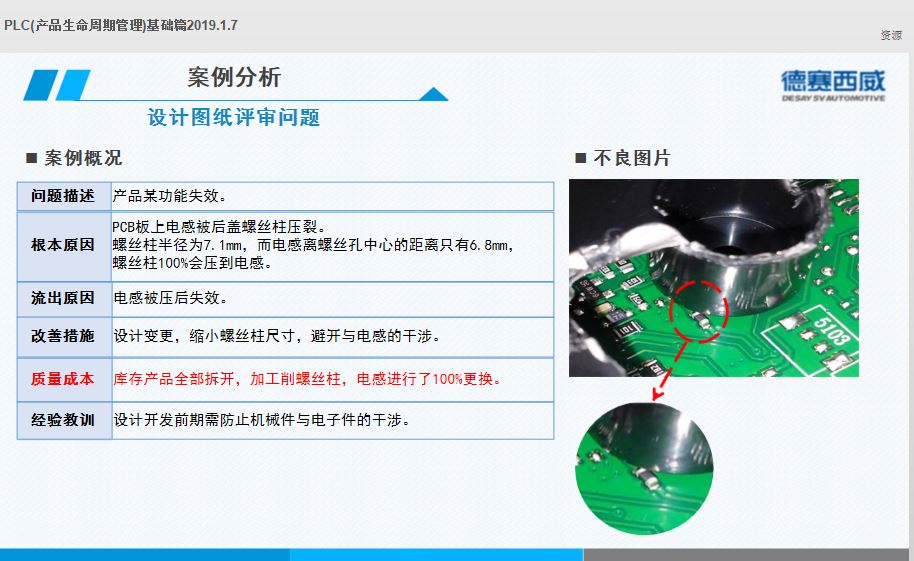 PLC(产品生命周期管理)基础篇2019.1.7
资源
案例分析
德赛西威
DESAY SV AUTOMOTIVE
设计图纸评审问题
■ 案例概况
■ 不良图片
问题描述 产品某功能失效。
根本原因 PCB板上电感被后盖螺丝柱压裂。
螺丝柱半径为7.1mm，而电感离螺丝孔中心的距离只有6.8mm，
螺丝柱100%会压到电感。
流出原因 电感被压后失效。
改善措施 设计变更，缩小螺丝柱尺寸，避开与电感的干涉。
质量成本 库存产品全部拆开，加工削螺丝柱，电感进行了100%更换。
经验教训 设计开发前期需防止机械件与电子件的干涉。
5103